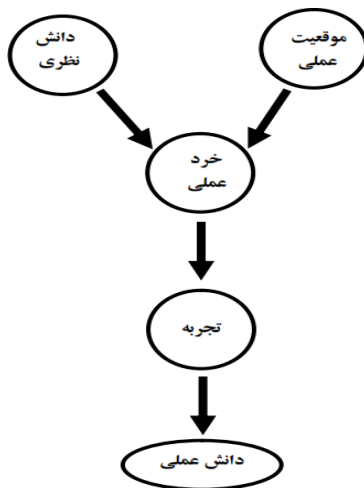 موقعیت
عملی
دانش
نظری
خرد
عملی
تجربه
دانش عملی